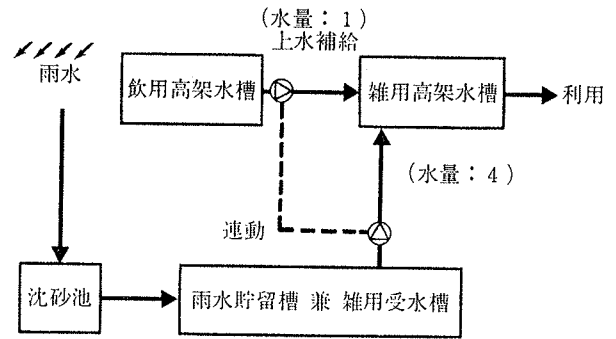 (水量:1)
上水補給
雨水
飲用高架水槽
雑用高架水槽
利用
(水量:4)
連動
沈砂池
雨水貯留槽 兼 雑用受水槽